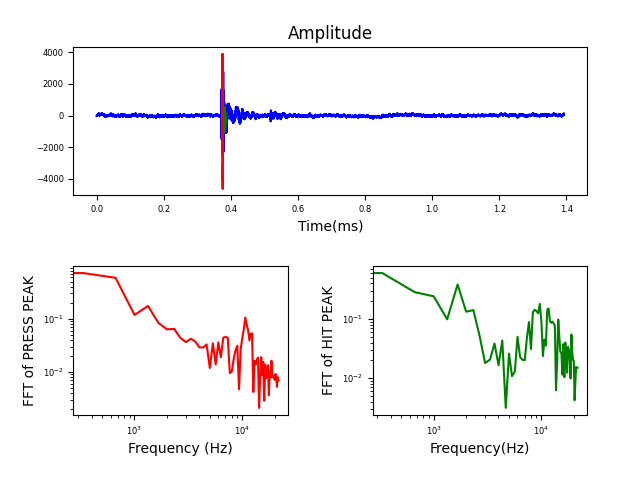 Amplitude
4000
2000
0
−2000
−4000
0.0 0.2 0.4 0.6 0.8 1.0 1.2 1.4
Time(ms)
FFT of PRESS PEAK
10⁻¹
10⁻²
10³ 10⁴
Frequency (Hz)
FFT of HIT PEAK
10⁻¹
10⁻²
10³ 10⁴
Frequency(Hz)